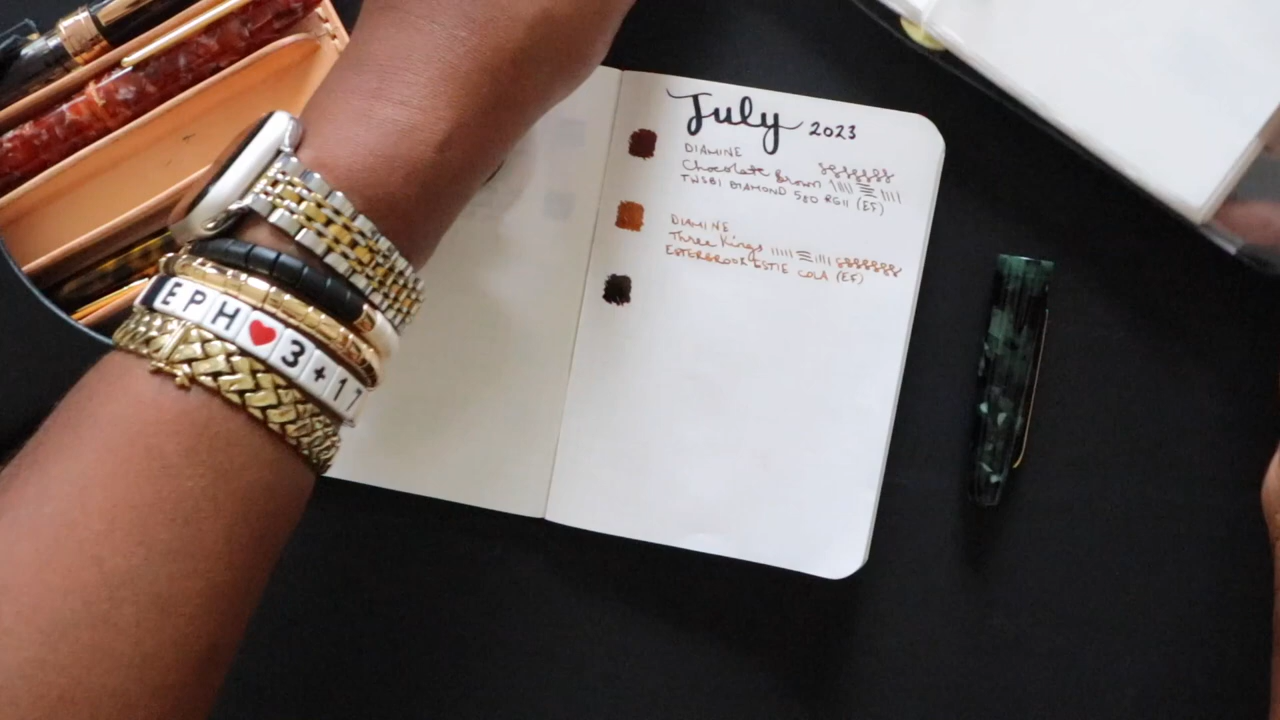 July 2023
DIAMINE
Chocolate Brown
TWSBI DIAMOND 580 RGII (EF)
DIAMINE
Three Kings
ESTERBROOK ESTIE COLA (EF)
EPH❤3+17